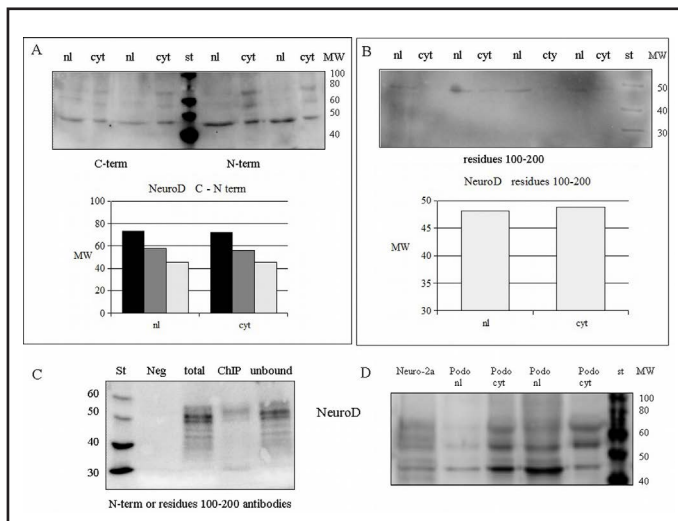 A
nl cyt nl cyt st nl cyt nl cyt MW
100
80
60
50
40
C-term N-term
NeuroD C - N term
100
80
60
40
20
0
MW
nl cyt
B
nl cyt nl cyt nl cty nl cyt st MW
50
40
30
residues 100-200
NeuroD residues 100-200
50
45
40
35
30
MW
nl cyt
C
St Neg total ChIP unbound
60
50
40
30
N-term or residues 100-200 antibodies
NeuroD
D
Neuro-2a Podo Podo Podo Podo st MW
nl cyt nl cyt
100
80
60
50
40